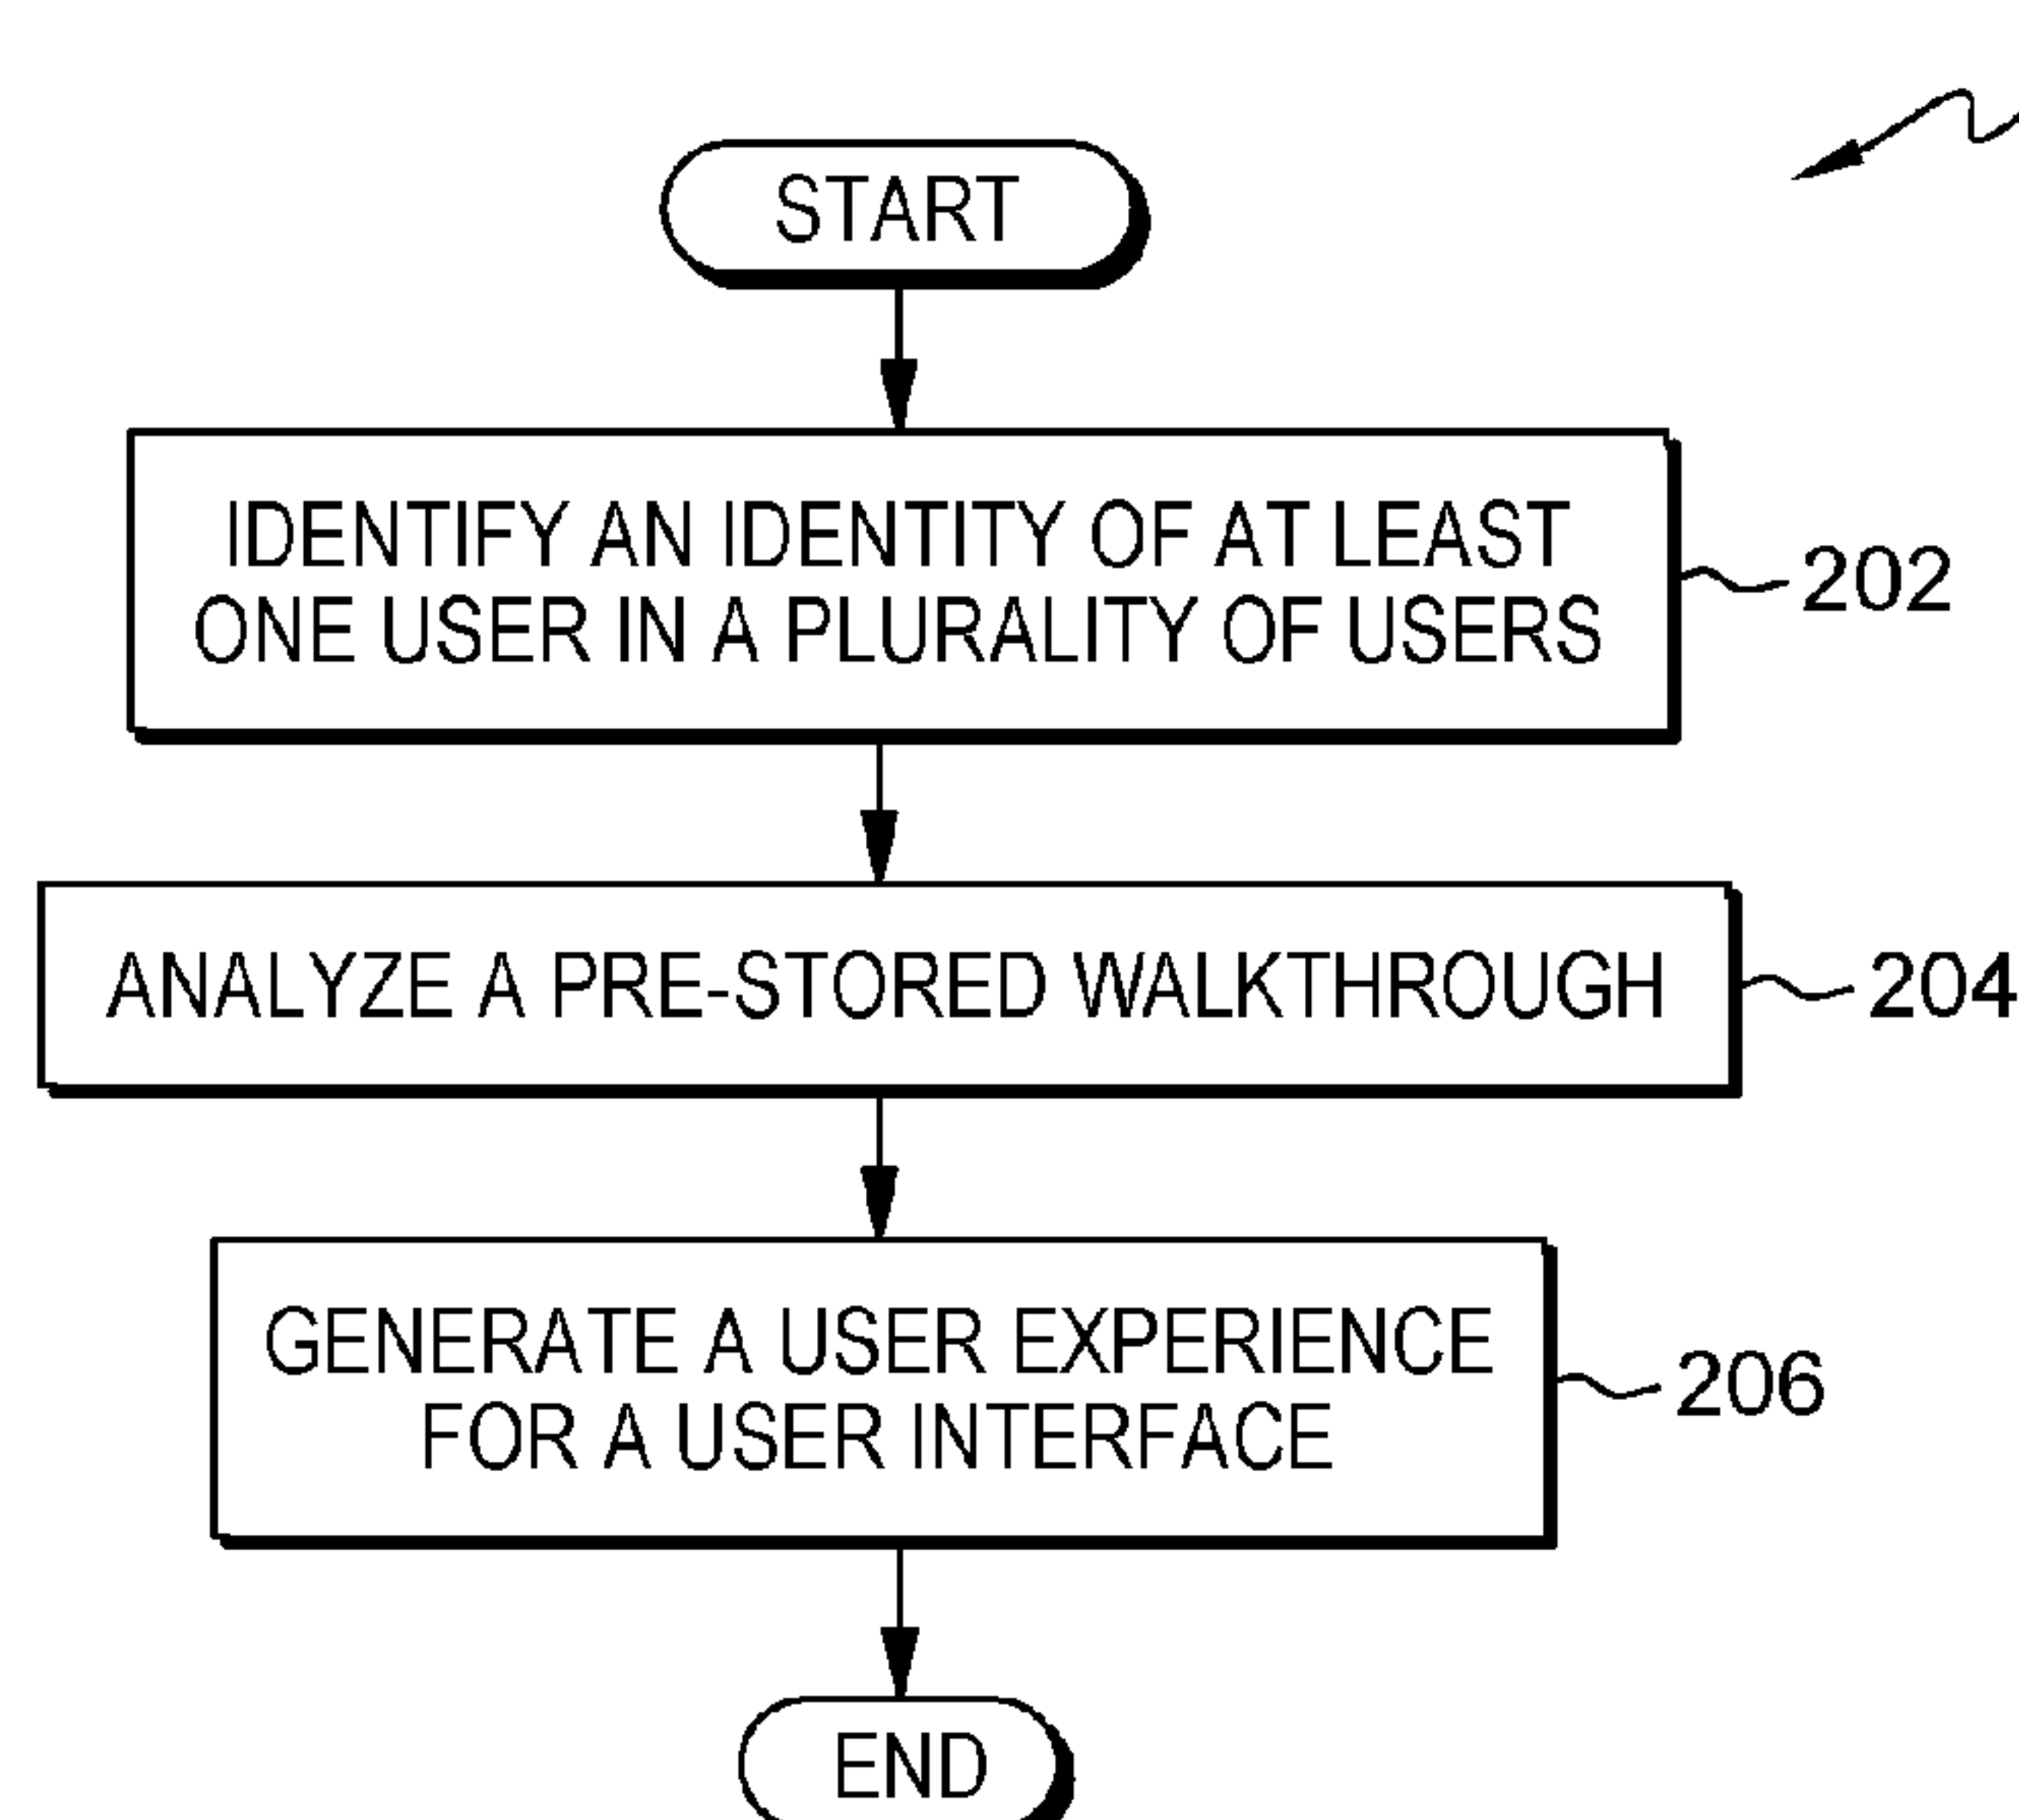 START
IDENTIFY AN IDENTITY OF AT LEAST
ONE USER IN A PLURALITY OF USERS
202
ANALYZE A PRE-STORED WALKTHROUGH
204
GENERATE A USER EXPERIENCE
FOR A USER INTERFACE
206
END